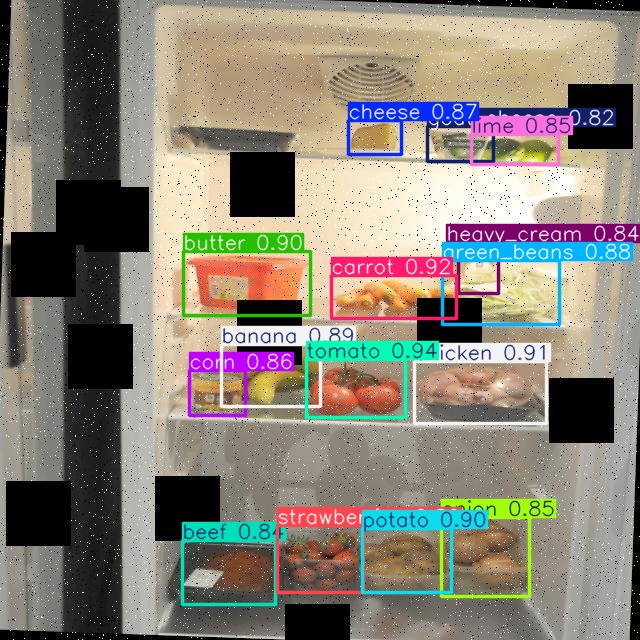 cheese 0.87
0.82
lime 0.85
heavy_cream 0.84
butter 0.90
green_beans 0.88
carrot 0.92
banana 0.89
tomato 0.94
icken 0.91
corn 0.86
strawber
potato 0.90
onion 0.85
beef 0.84